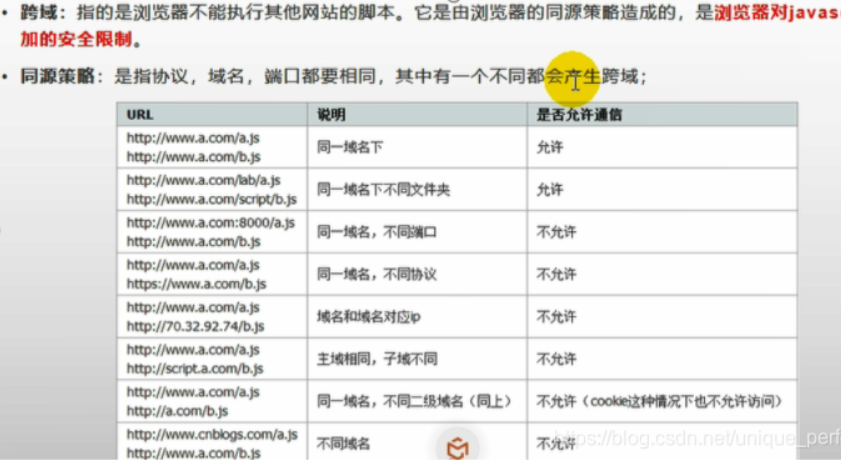 • 跨域：指的是浏览器不能执行其他网站的脚本。它是由浏览器的同源策略造成的，是浏览器对javas
加的安全限制。
• 同源策略：是指协议，域名，端口都要相同，其中有一个不同都会产生跨域；
URL 说明 是否允许通信
http://www.a.com/a.js
http://www.a.com/b.js
同一域名下 允许
http://www.a.com/lab/a.js
http://www.a.com/script/b.js
同一域名下不同文件夹 允许
http://www.a.com:8000/a.js
http://www.a.com/b.js
同一域名，不同端口 不允许
http://www.a.com/a.js
https://www.a.com/b.js
同一域名，不同协议 不允许
http://www.a.com/a.js
http://70.32.92.74/b.js
域名和域名对应ip 不允许
http://www.a.com/a.js
http://script.a.com/b.js
主域相同，子域不同 不允许
http://www.a.com/a.js
http://a.com/b.js
同一域名，不同二级域名（同上） 不允许（cookie这种情况下也不允许访问）
http://www.cnblogs.com/a.js
http://www.a.com/b.js
不同域名 不允许
https://blog.csdn.net/unique_perf